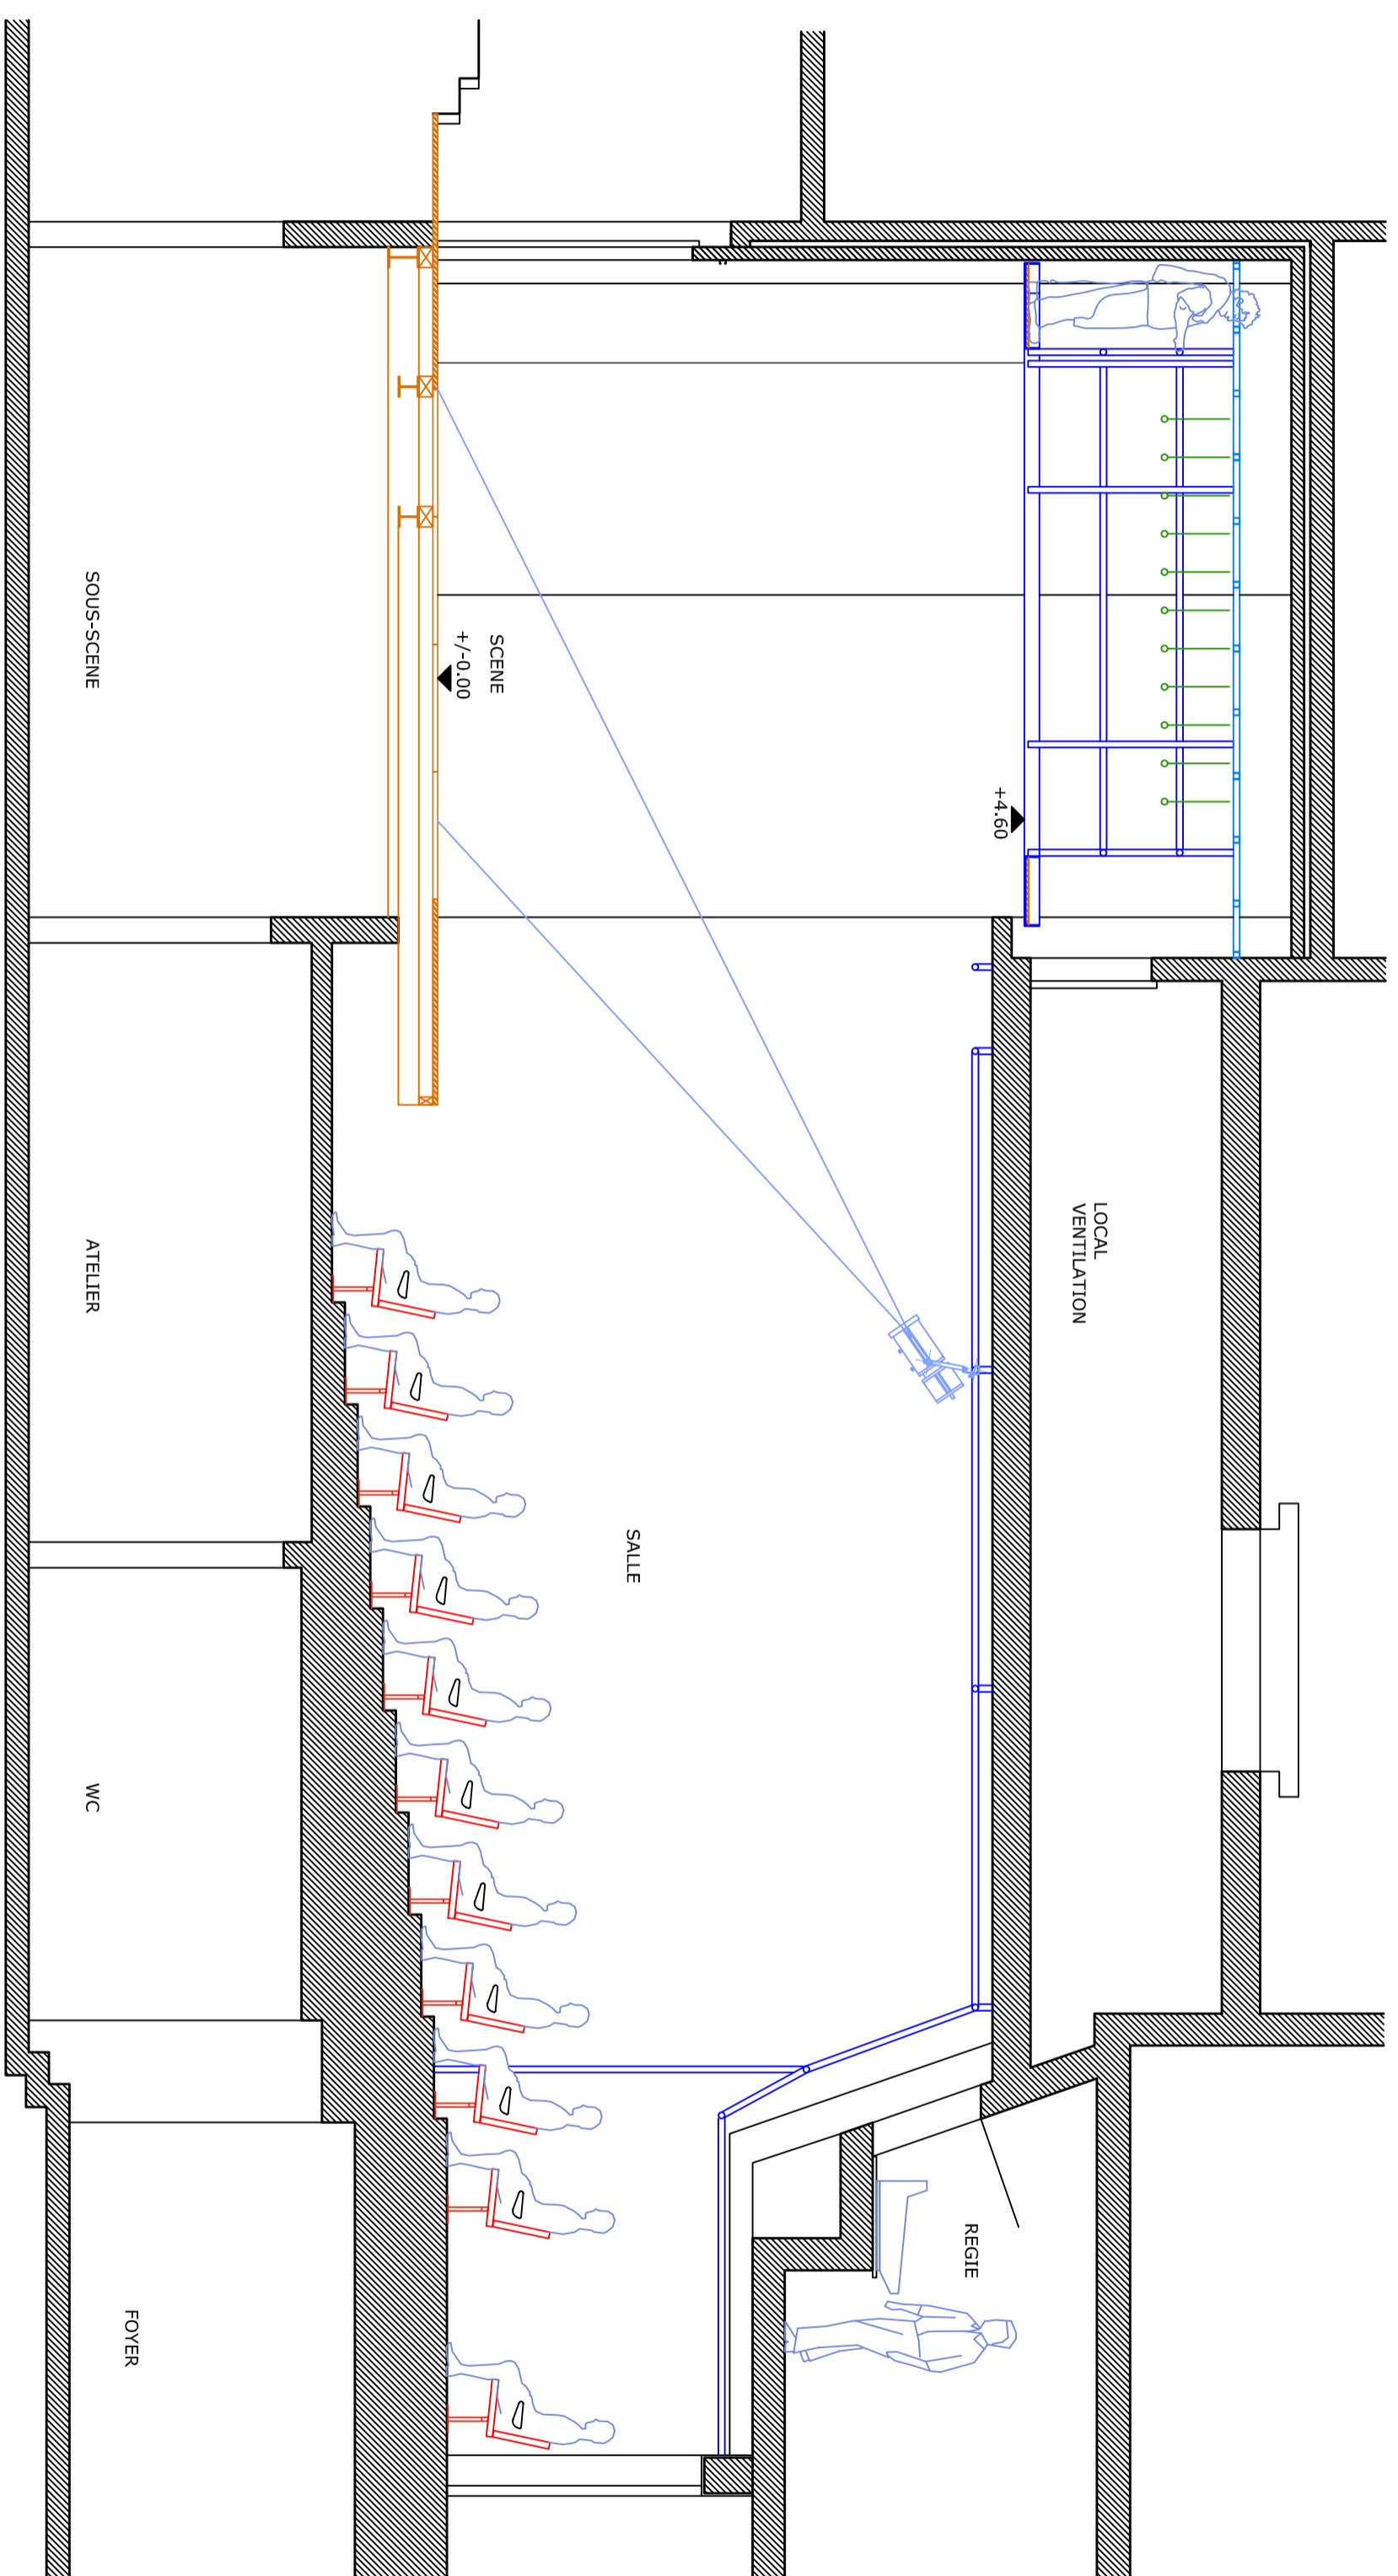 +4.60
SCENE
+/-0.00
SOUS-SCENE
LOCAL
VENTILATION
SALLE
ATELIER
WC
REGIE
FOYER